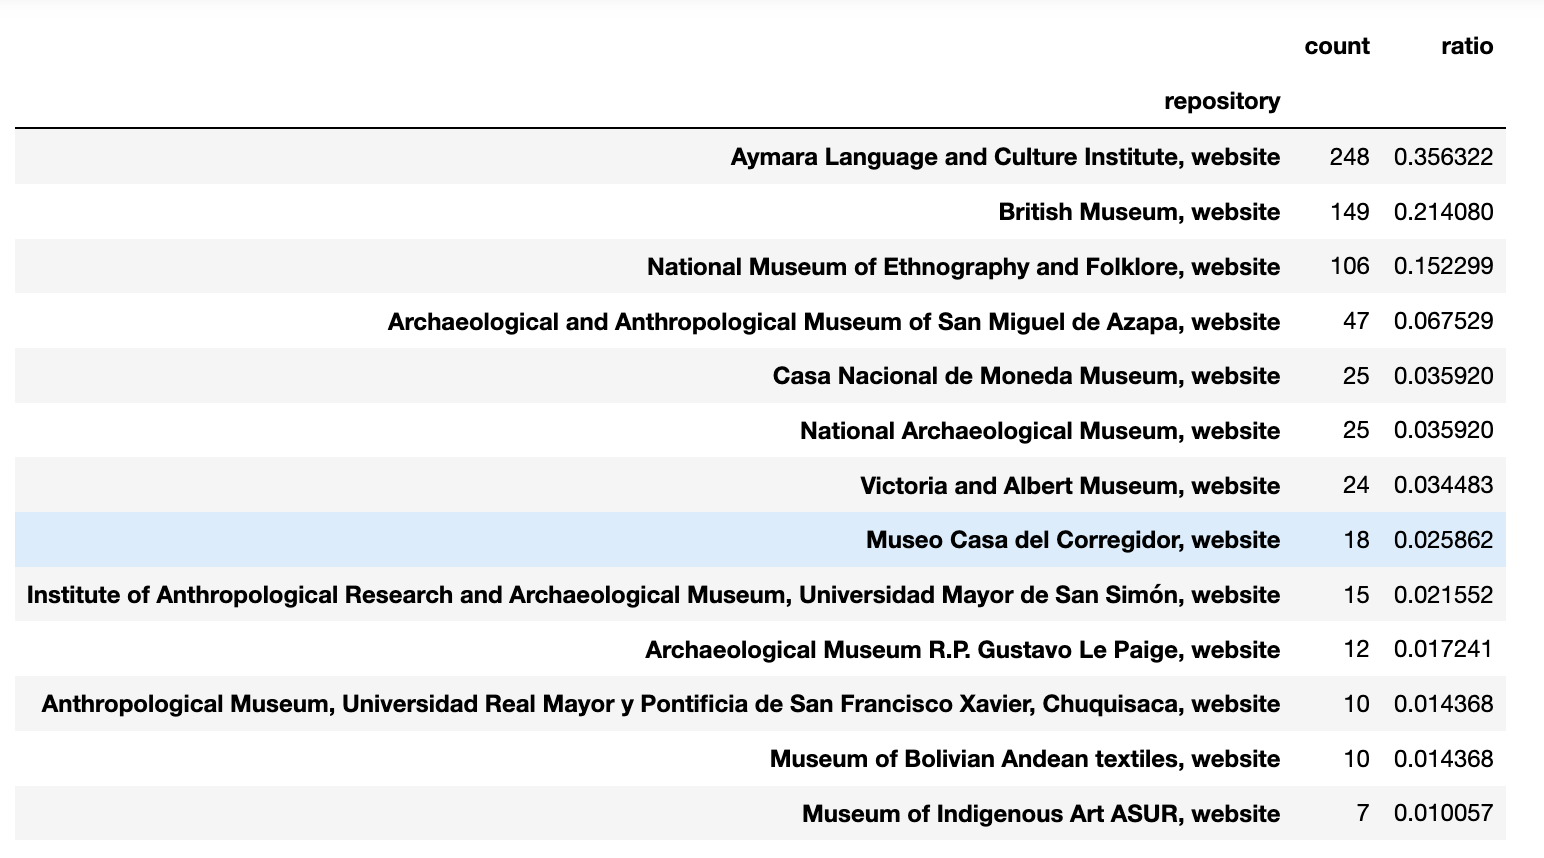 count ratio
repository
Aymara Language and Culture Institute, website 248 0.356322
British Museum, website 149 0.214080
National Museum of Ethnography and Folklore, website 106 0.152299
Archaeological and Anthropological Museum of San Miguel de Azapa, website 47 0.067529
Casa Nacional de Moneda Museum, website 25 0.035920
National Archaeological Museum, website 25 0.035920
Victoria and Albert Museum, website 24 0.034483
Museo Casa del Corregidor, website 18 0.025862
Institute of Anthropological Research and Archaeological Museum, Universidad Mayor de San Simón, website 15 0.021552
Archaeological Museum R.P. Gustavo Le Paige, website 12 0.017241
Anthropological Museum, Universidad Real Mayor y Pontificia de San Francisco Xavier, Chuquisaca, website 10 0.014368
Museum of Bolivian Andean textiles, website 10 0.014368
Museum of Indigenous Art ASUR, website 7 0.010057